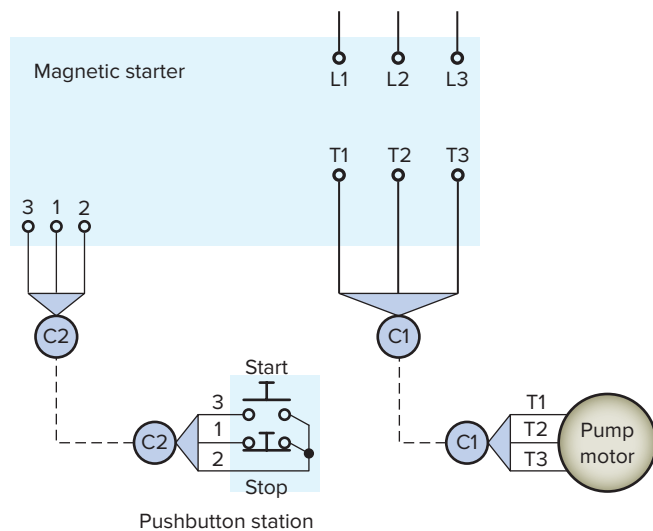 Magnetic starter
L1 L2 L3
T1 T2 T3
3 1 2
C2
C1
Start
3
1
2
C2
Stop
Pushbutton station
T1
T2
T3
C1
Pump
motor